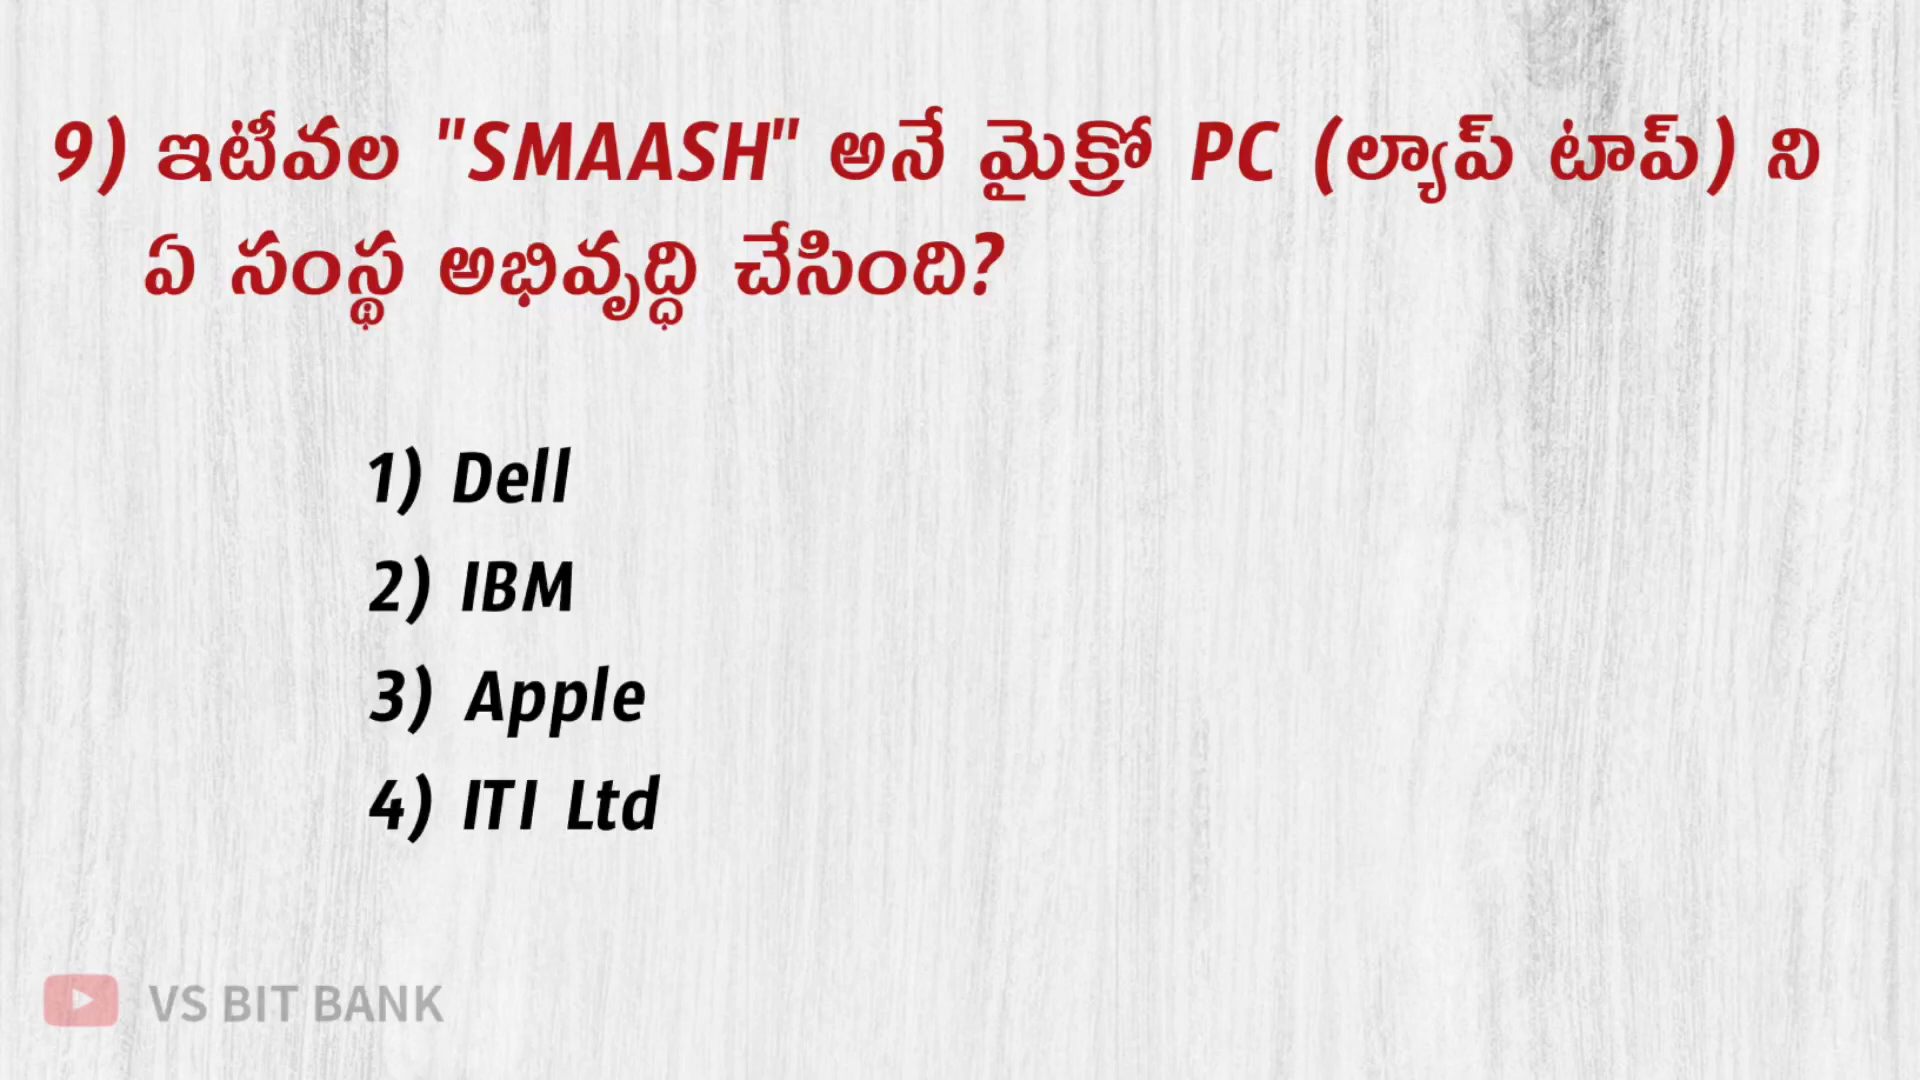 9) ఇటీవల "SMAASH" అనే మైక్రో PC (ల్యాప్ టాప్) ని
ఏ సంస్థ అభివృద్ధి చేసింది?
1) Dell
2) IBM
3) Apple
4) ITI Ltd
VS BIT BANK